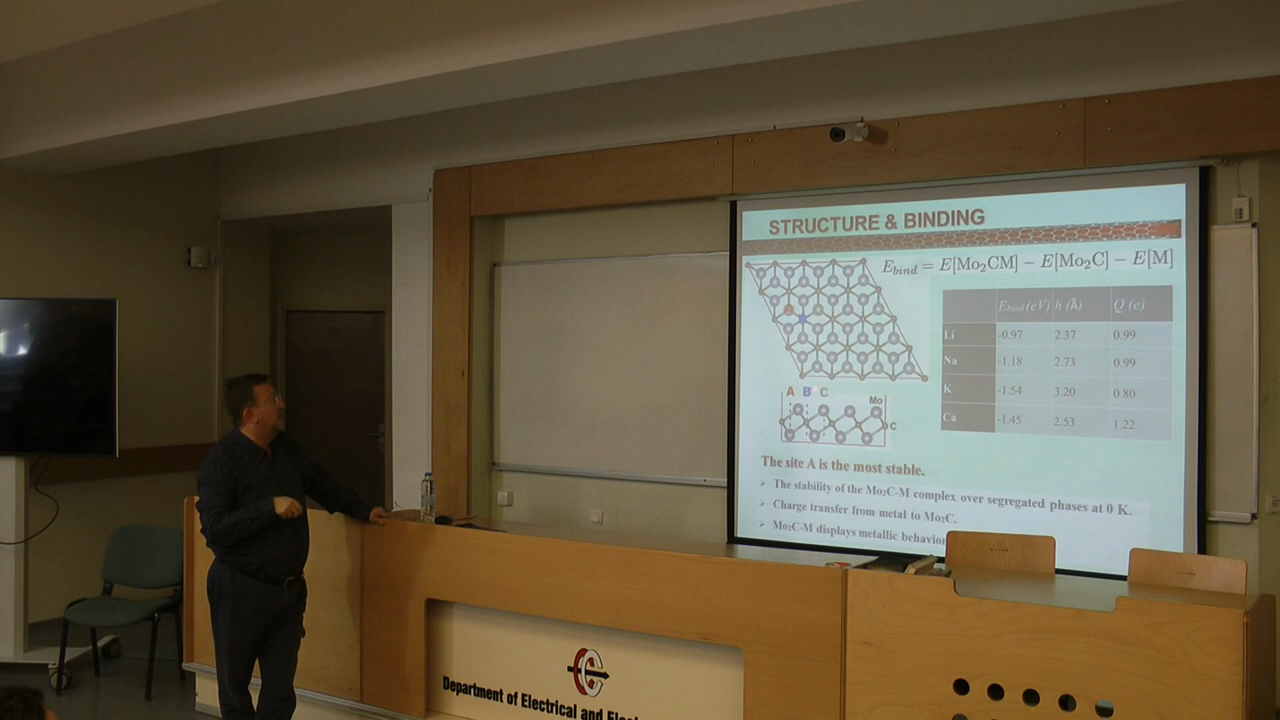 STRUCTURE & BINDING
E_bind = E[Mo₂CM] − E[Mo₂C] − E[M]
E_bind (eV) h (Å) Q (e)
Li -0.97 2.37 0.99
Na -1.18 2.73 0.99
K -1.54 3.20 0.80
Ca -1.45 2.53 1.22
A B C
Mo
C
The site A is the most stable.
➤ The stability of the Mo₂C-M complex over segregated phases at 0 K.
➤ Charge transfer from metal to Mo₂C.
➤ Mo₂C-M displays metallic behavior
Department of Electrical and